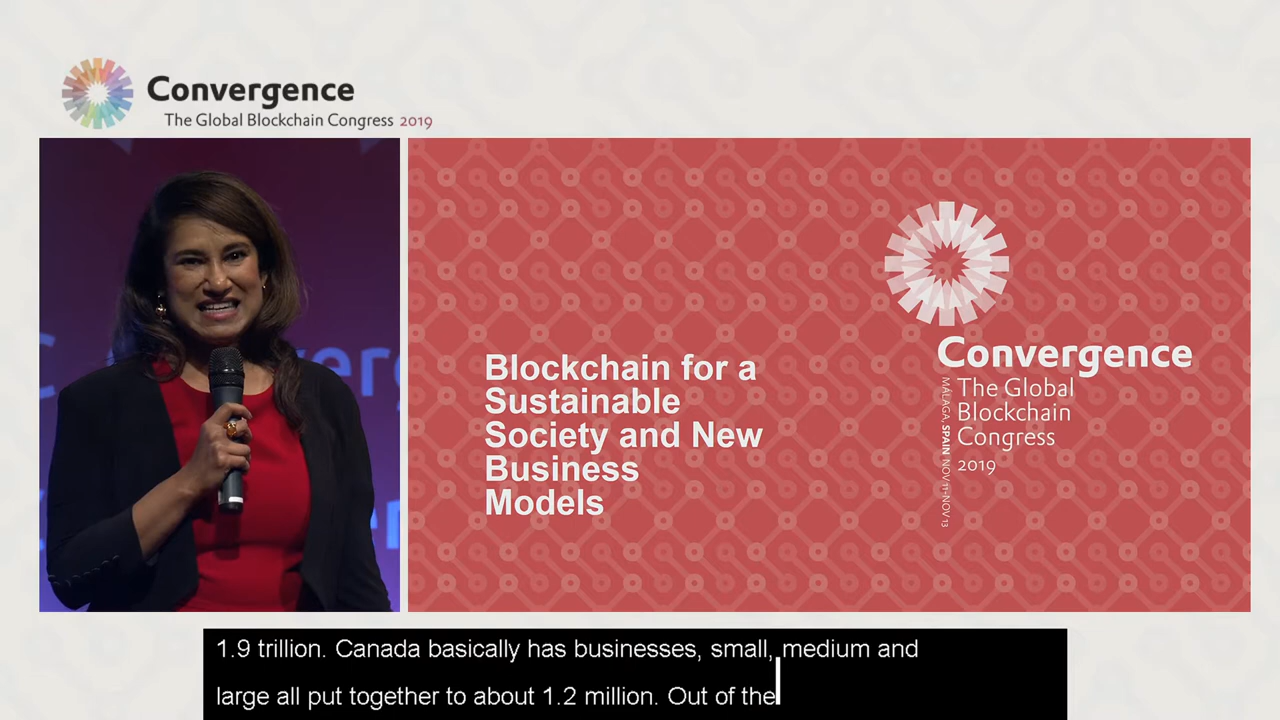 Convergence
The Global Blockchain Congress 2019
Blockchain for a
Sustainable
Society and New
Business
Models
Convergence
The Global
Blockchain
Congress
2019
MÁLAGA, SPAIN NOV 11-NOV 13
1.9 trillion. Canada basically has businesses, small, medium and
large all put together to about 1.2 million. Out of the